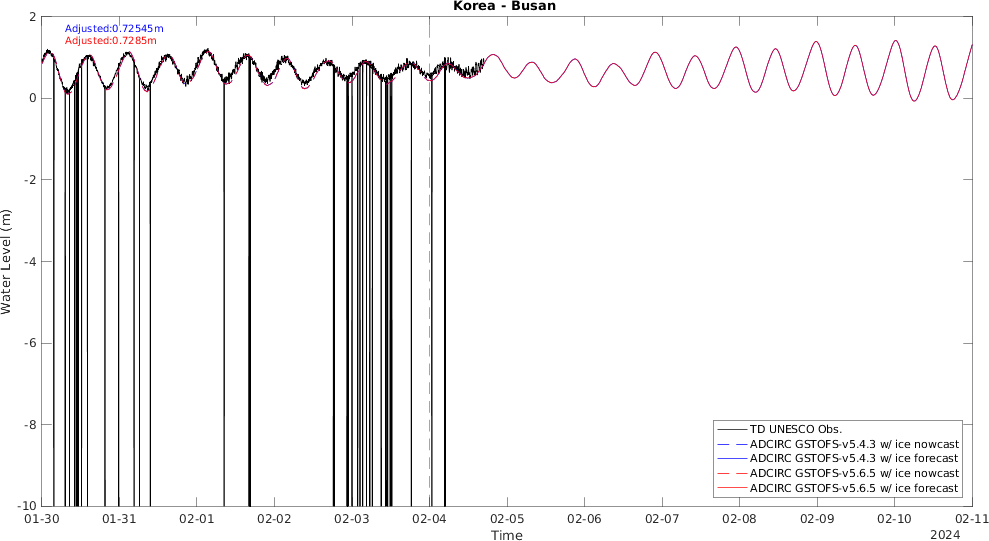 Korea - Busan
Adjusted:0.72545m
Adjusted:0.7285m
2
0
-2
-4
-6
-8
-10
Water Level (m)
TD UNESCO Obs.
ADCIRC GSTOFS-v5.4.3 w/ ice nowcast
ADCIRC GSTOFS-v5.4.3 w/ ice forecast
ADCIRC GSTOFS-v5.6.5 w/ ice nowcast
ADCIRC GSTOFS-v5.6.5 w/ ice forecast
01-30 01-31 02-01 02-02 02-03 02-04 02-05 02-06 02-07 02-08 02-09 02-10 02-11
Time
2024